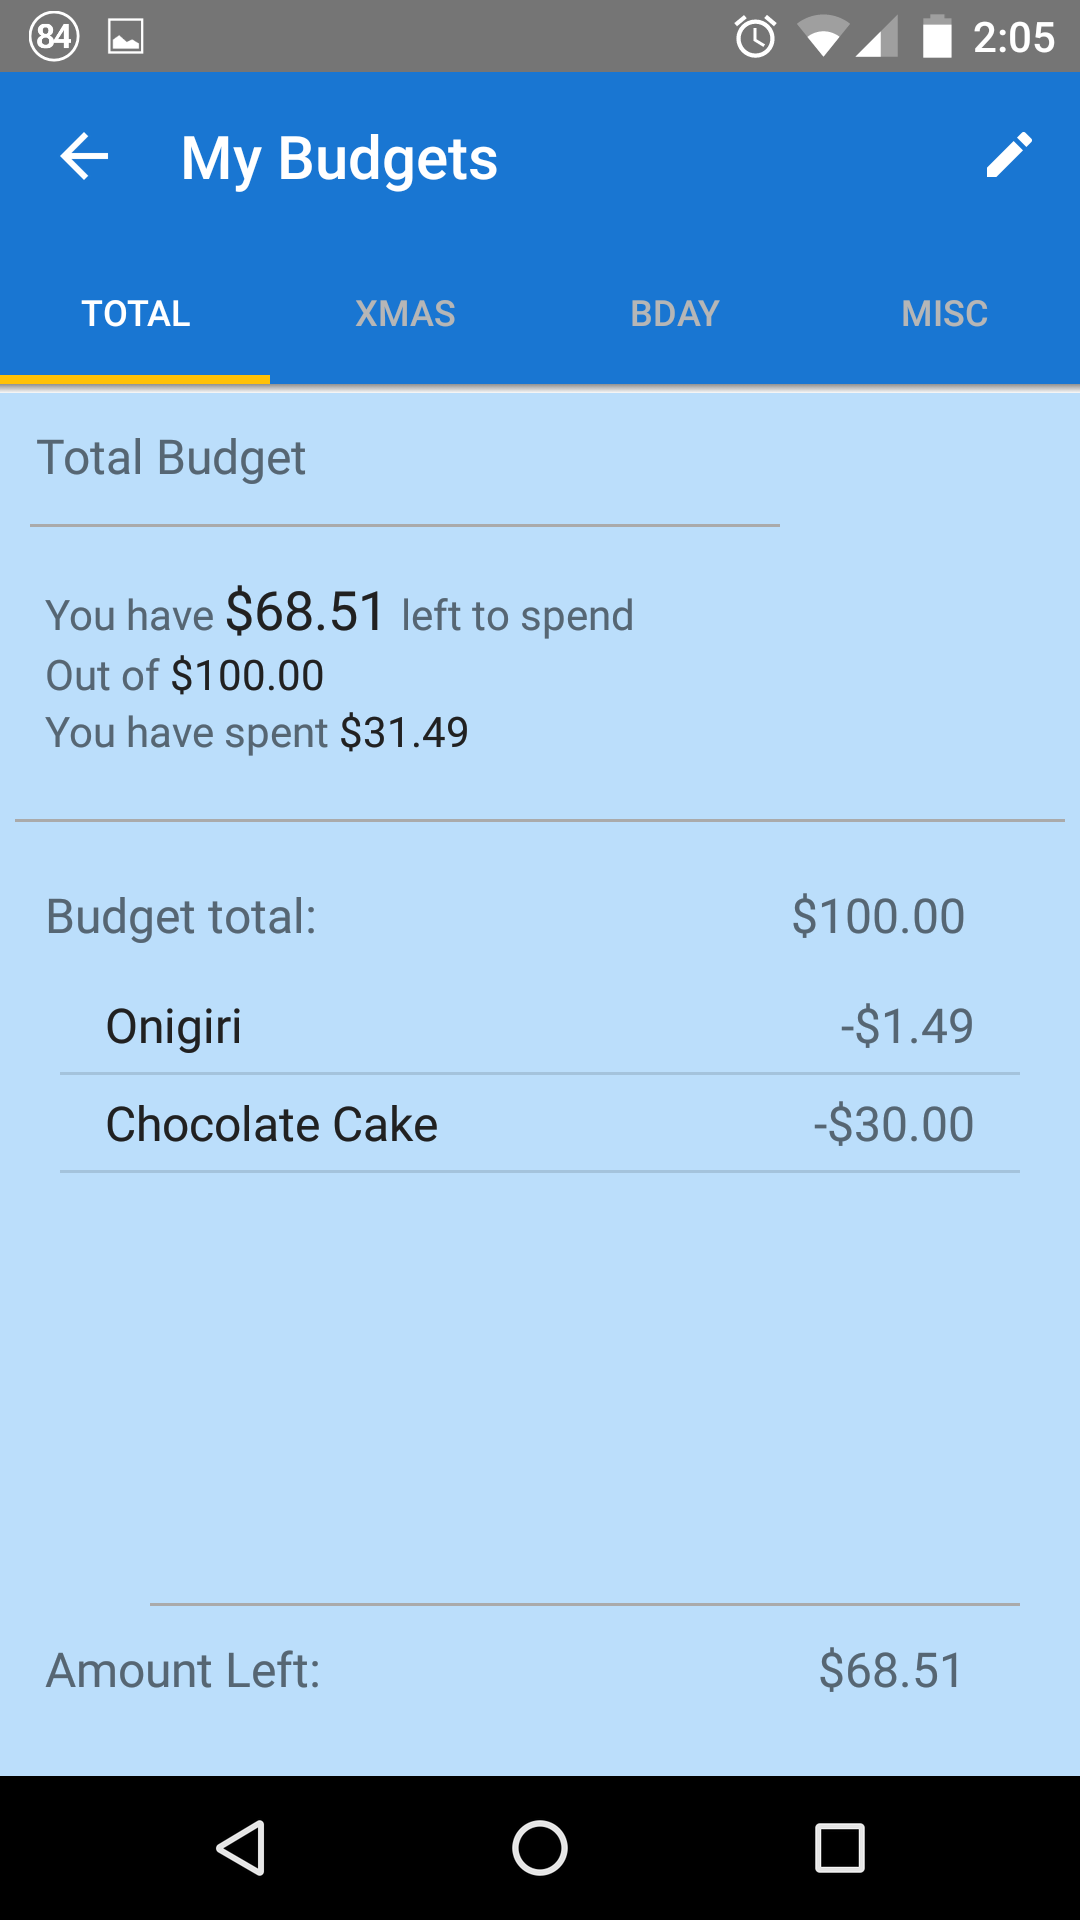 84 2:05
My Budgets
TOTAL XMAS BDAY MISC
Total Budget
You have $68.51 left to spend
Out of $100.00
You have spent $31.49
Budget total: $100.00
Onigiri -$1.49
Chocolate Cake -$30.00
Amount Left: $68.51